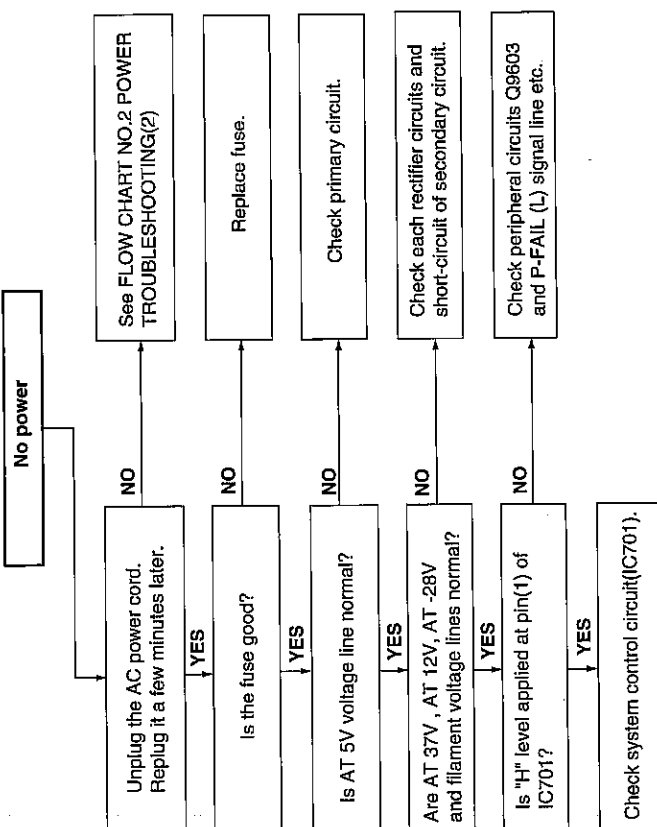 No power
Unplug the AC power cord.
Replug it a few minutes later.
NO
See FLOW CHART NO.2 POWER
TROUBLESHOOTING(2)
YES
Is the fuse good?
NO
Replace fuse.
YES
Is AT 5V voltage line normal?
NO
Check primary circuit.
YES
Are AT 37V , AT 12V, AT -28V
and filament voltage lines normal?
NO
Check each rectifier circuits and
short-circuit of secondary circuit.
YES
Is "H" level applied at pin(1) of
IC701?
NO
Check peripheral circuits Q9603
and P-FAIL (L) signal line etc..
YES
Check system control circuit(IC701).